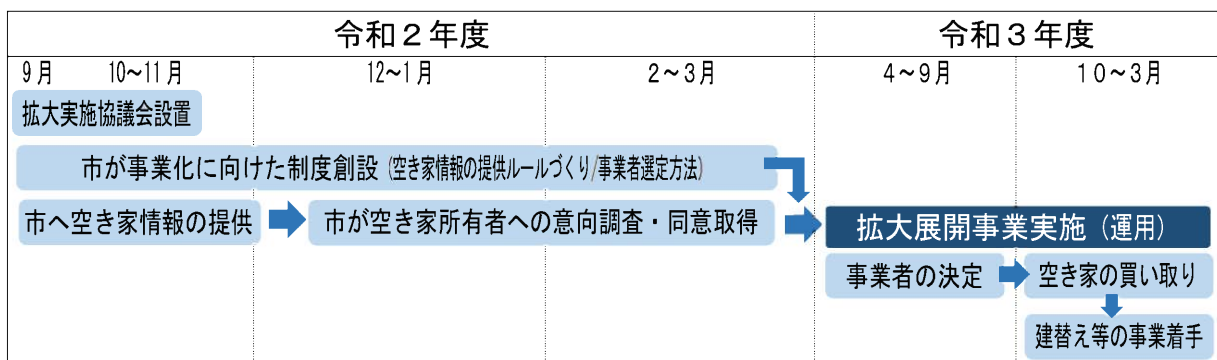 令和２年度
令和３年度
9月
10〜11月
12〜1月
2〜3月
4〜9月
10〜3月
拡大実施協議会設置
市が事業化に向けた制度創設（空き家情報の提供ルールづくり/事業者選定方法）
市へ空き家情報の提供
市が空き家所有者への意向調査・同意取得
拡大展開事業実施（運用）
事業者の決定
空き家の買い取り
建替え等の事業着手